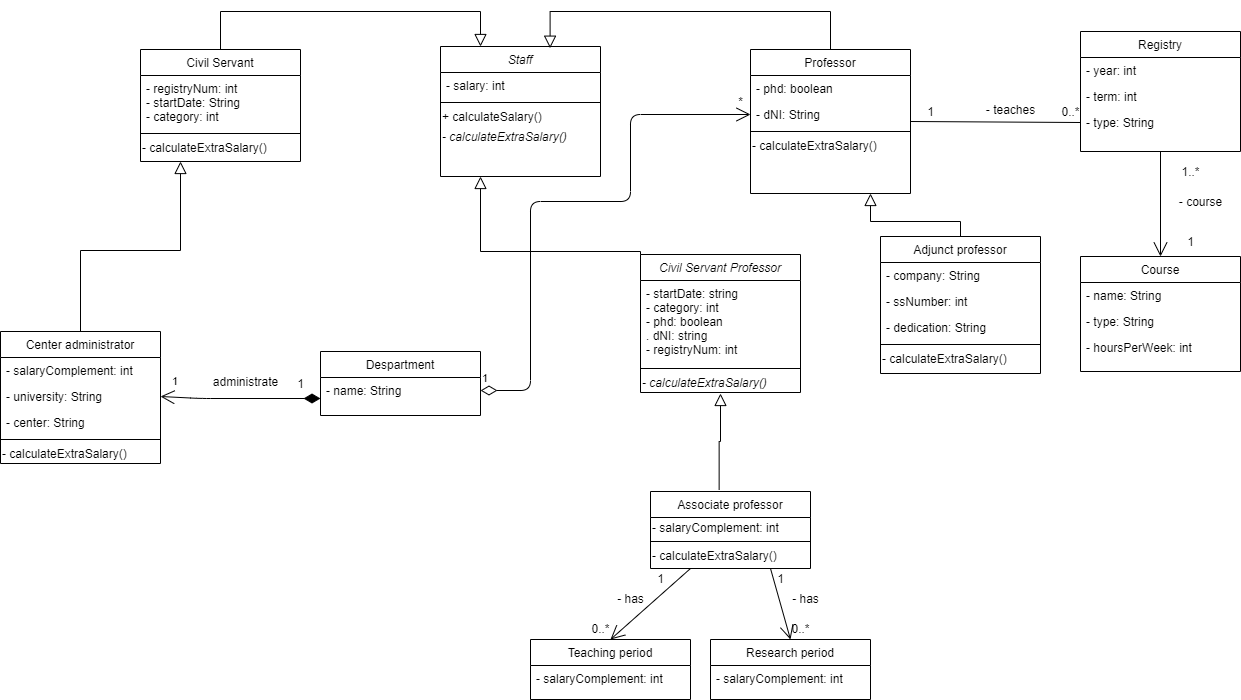 Civil Servant
- registryNum: int
- startDate: String
- category: int
- calculateExtraSalary()
Staff
- salary: int
+ calculateSalary()
- calculateExtraSalary()
Professor
- phd: boolean
- dNI: String
- calculateExtraSalary()
*
1
- teaches
0..*
Registry
- year: int
- term: int
- type: String
1..*
- course
1
Course
- name: String
- type: String
- hoursPerWeek: int
Adjunct professor
- company: String
- ssNumber: int
- dedication: String
- calculateExtraSalary()
Civil Servant Professor
- startDate: string
- category: int
- phd: boolean
. dNI: string
- registryNum: int
- calculateExtraSalary()
Center administrator
- salaryComplement: int
- university: String
- center: String
- calculateExtraSalary()
1
administrate
1
Despartment
- name: String
1
Associate professor
- salaryComplement: int
- calculateExtraSalary()
1
- has
0..*
1
- has
0..*
Teaching period
- salaryComplement: int
Research period
- salaryComplement: int